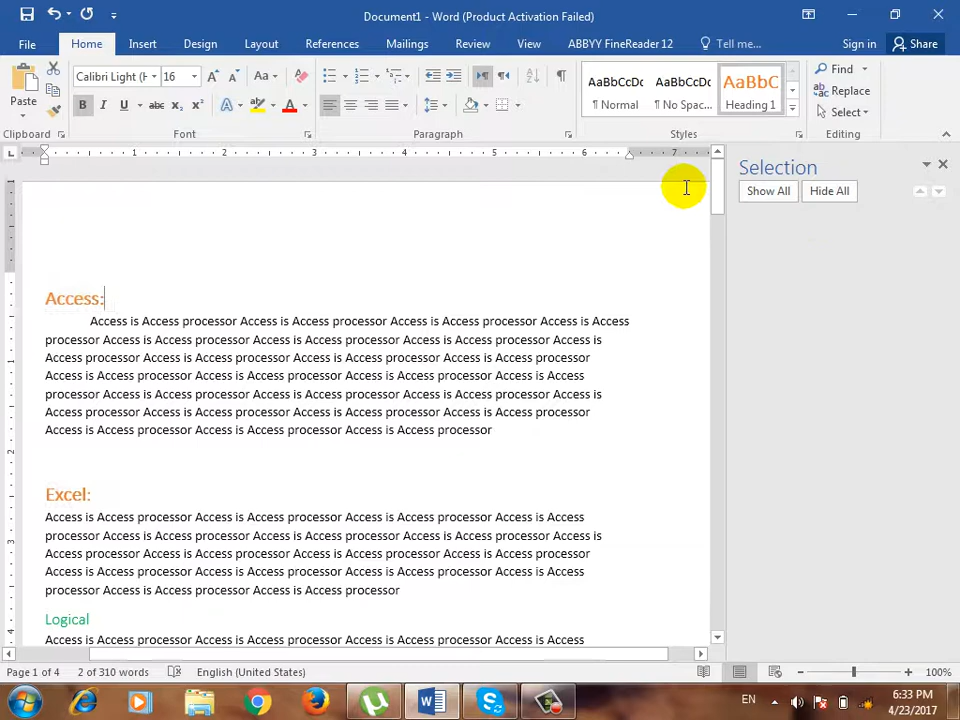 Document1 - Word (Product Activation Failed)
File Home Insert Design Layout References Mailings Review View ABBYY FineReader 12 Tell me... Sign in Share
Paste
Calibri Light (H 16 Aa
B I U abc x₂ x² A A
AaBbCcDc AaBbCcDc AaBbC
¶ Normal ¶ No Spac... Heading 1
Find
Replace
Select
Clipboard Font Paragraph Styles Editing
1 2 3 4 5 6 7
Selection
Show All Hide All
Access:
Access is Access processor Access is Access processor Access is Access processor Access is Access
processor Access is Access processor Access is Access processor Access is Access processor Access is
Access processor Access is Access processor Access is Access processor Access is Access processor
Access is Access processor Access is Access processor Access is Access processor Access is Access
processor Access is Access processor Access is Access processor Access is Access processor Access is
Access processor Access is Access processor Access is Access processor Access is Access processor
Access is Access processor Access is Access processor Access is Access processor
Excel:
Access is Access processor Access is Access processor Access is Access processor Access is Access
processor Access is Access processor Access is Access processor Access is Access processor Access is
Access processor Access is Access processor Access is Access processor Access is Access processor
Access is Access processor Access is Access processor Access is Access processor Access is Access
processor Access is Access processor Access is Access processor
Logical
Access is Access processor Access is Access processor Access is Access processor Access is Access
Page 1 of 4 2 of 310 words English (United States) 100%
EN 6:33 PM
4/23/2017